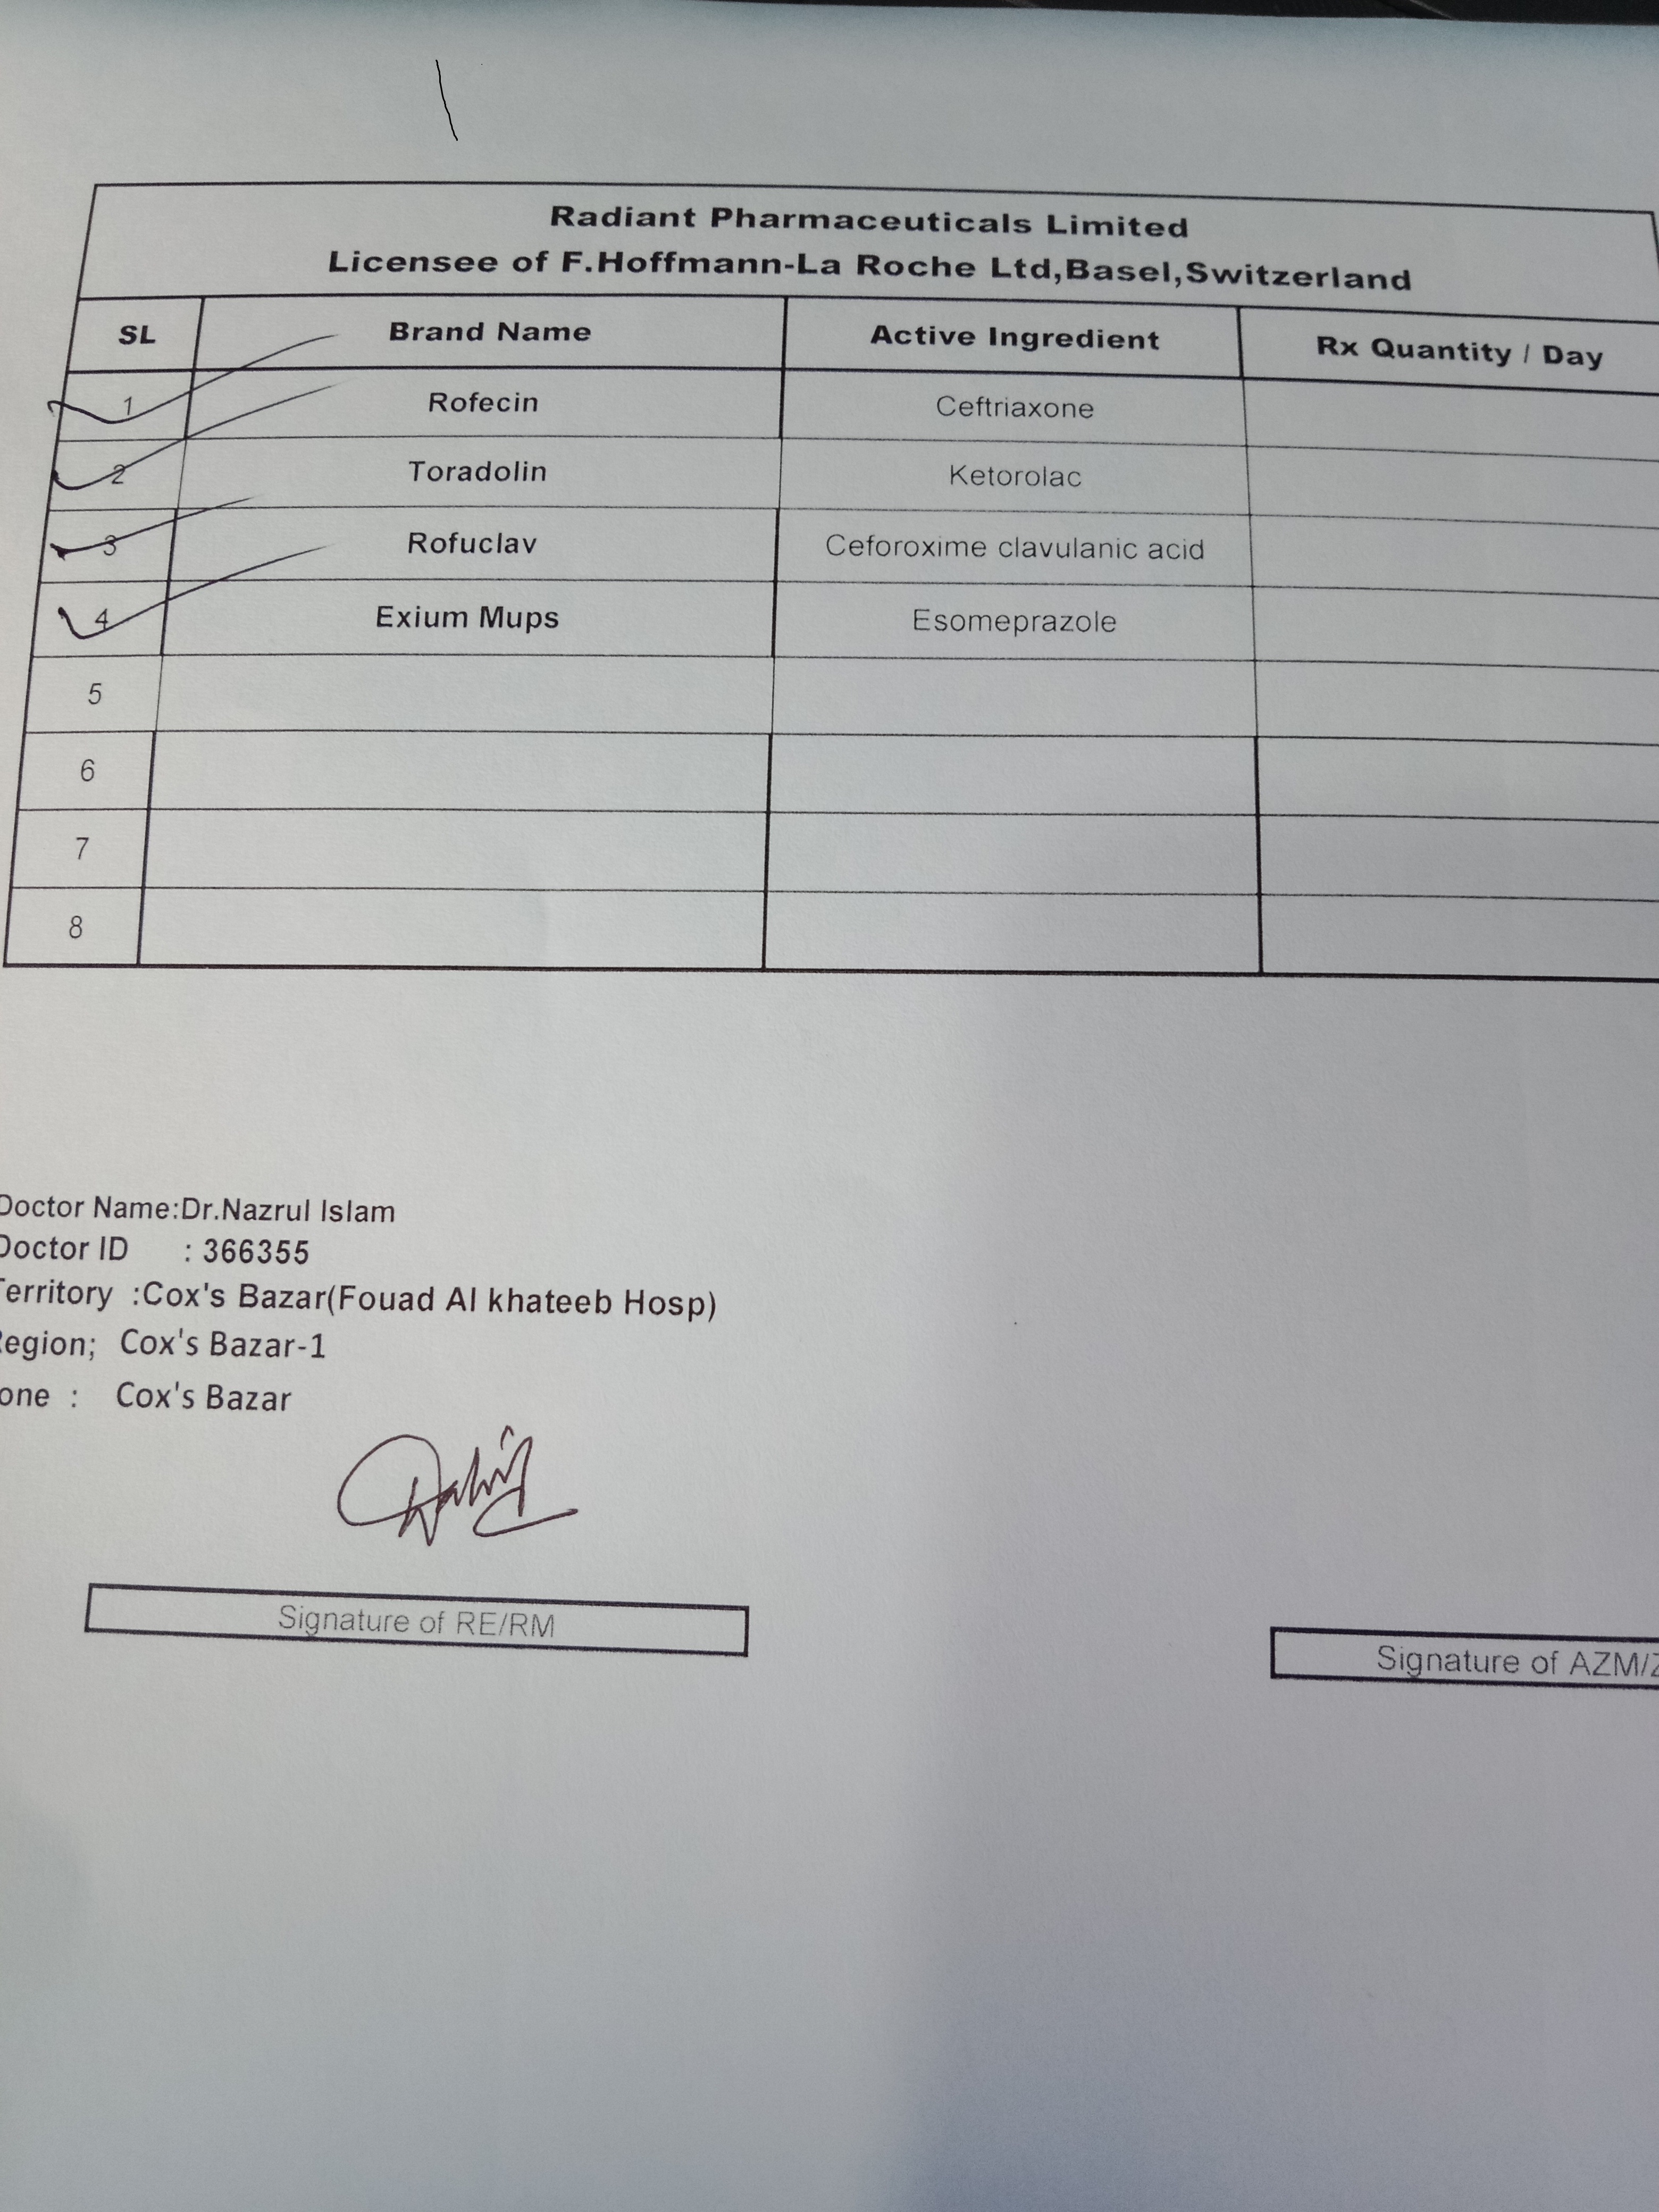 Radiant Pharmaceuticals Limited
Licensee of F.Hoffmann-La Roche Ltd,Basel,Switzerland
SL Brand Name Active Ingredient Rx Quantity / Day
1 Rofecin Ceftriaxone
2 Toradolin Ketorolac
3 Rofuclav Ceforoxime clavulanic acid
4 Exium Mups Esomeprazole
5
6
7
8
Doctor Name:Dr.Nazrul Islam
Doctor ID : 366355
Territory :Cox's Bazar(Fouad Al khateeb Hosp)
Region; Cox's Bazar-1
one : Cox's Bazar
Signature of RE/RM
Signature of AZM/Z